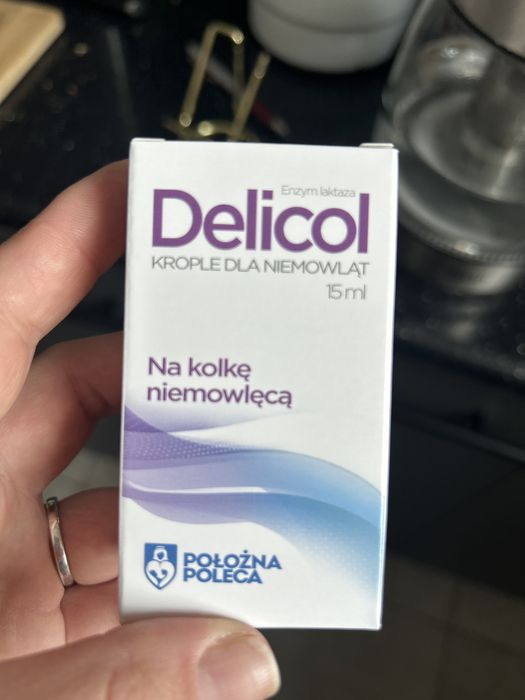 Enzym laktaza
Delicol
KROPLE DLA NIEMOWLĄT
15 ml
Na kolkę
niemowlęcą
POŁOŻNA
POLECA